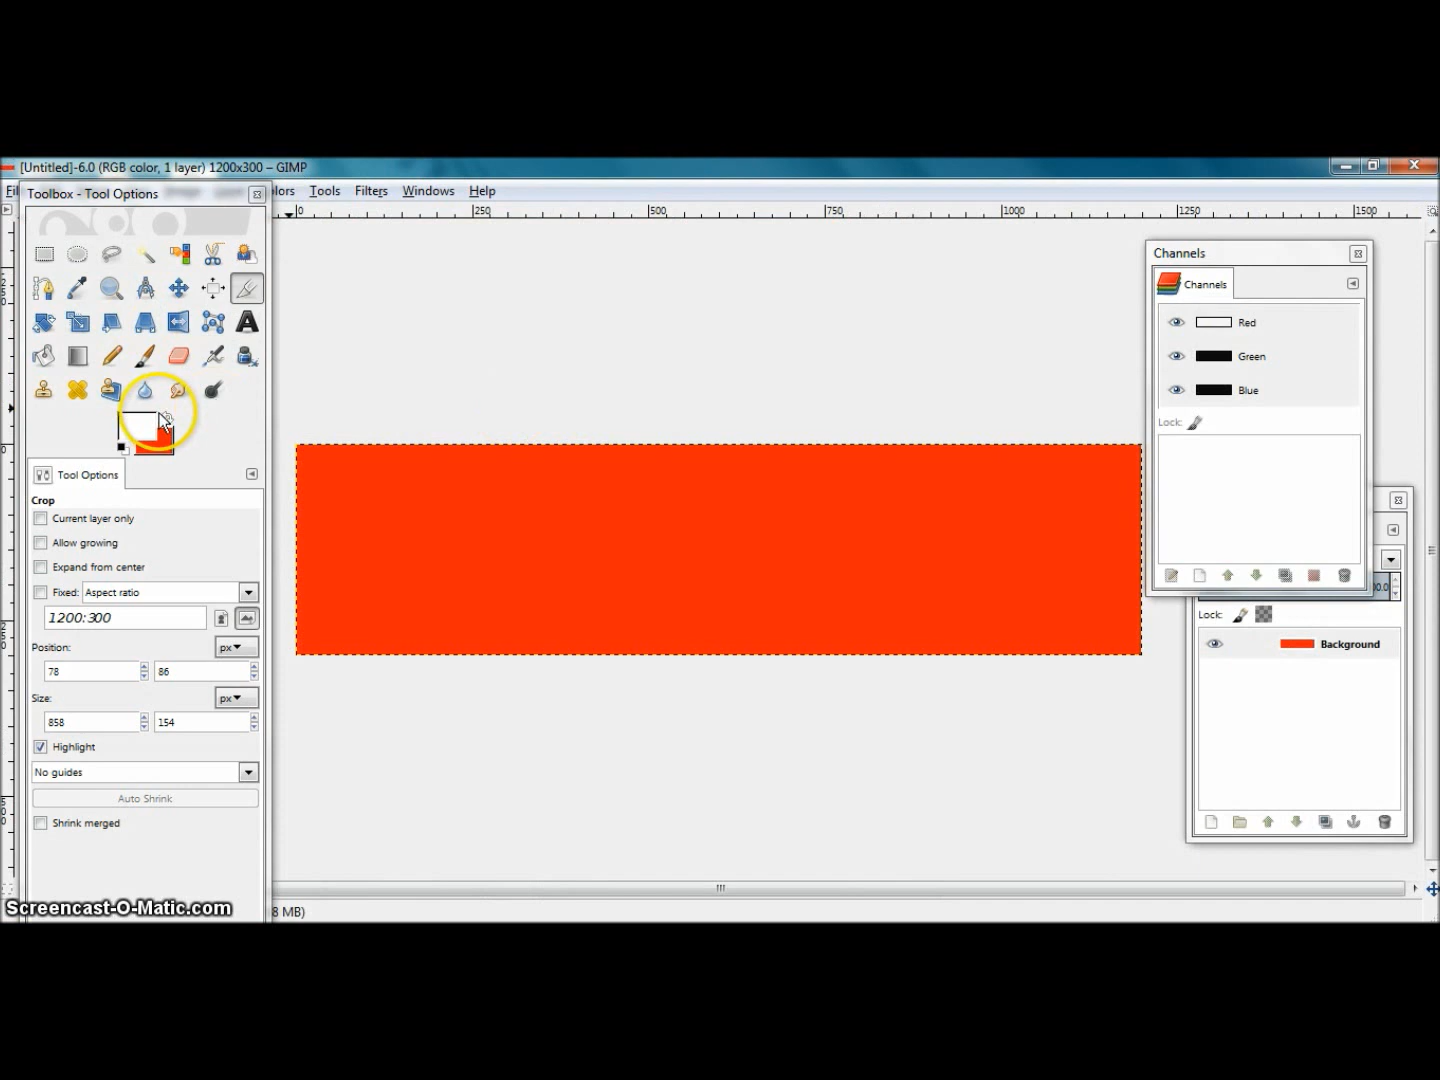 [Untitled]-6.0 (RGB color, 1 layer) 1200x300 – GIMP
Toolbox - Tool Options
Tools Filters Windows Help
0 250 500 750 1000 1250 1500
Channels
Channels
Red
Green
Blue
Lock:
Tool Options
Crop
Current layer only
Allow growing
Expand from center
Fixed: Aspect ratio
1200:300
Position: px
78 86
Size: px
858 154
Highlight
No guides
Auto Shrink
Shrink merged
Lock:
Background
Screencast-O-Matic.com
8 MB)